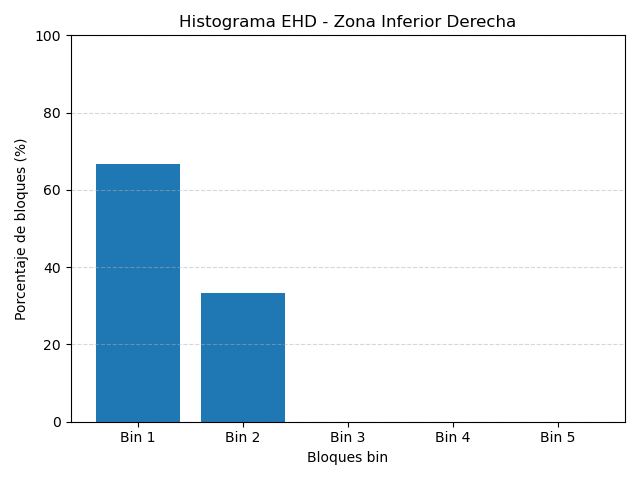 Histograma EHD - Zona Inferior Derecha
100
80
60
40
20
0
Porcentaje de bloques (%)
Bin 1 Bin 2 Bin 3 Bin 4 Bin 5
Bloques bin